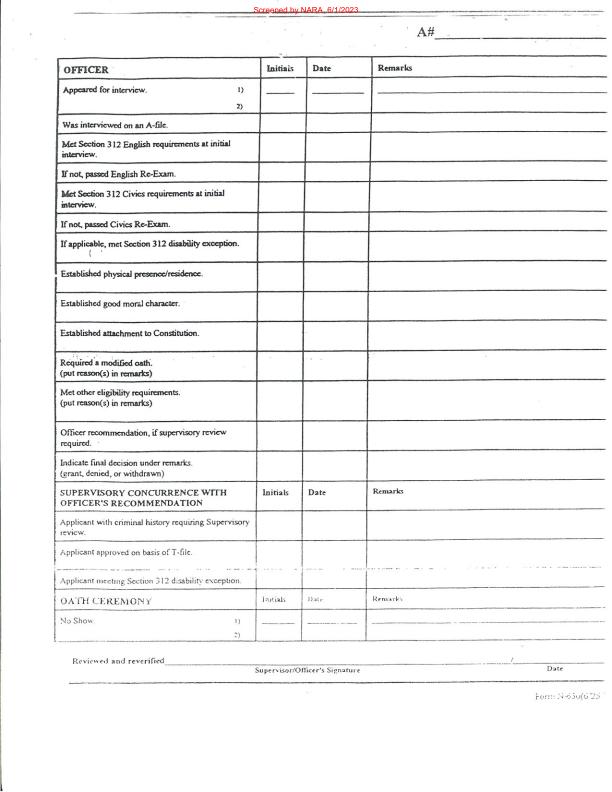 Screened by NARA, 6/1/2023
A#
OFFICER Initials Date Remarks
Appeared for interview. 1)
2)
Was interviewed on an A-file.
Met Section 312 English requirements at initial
interview.
If not, passed English Re-Exam.
Met Section 312 Civics requirements at initial
interview.
If not, passed Civics Re-Exam.
If applicable, met Section 312 disability exception.
Established physical presence/residence.
Established good moral character.
Established attachment to Constitution.
Required a modified oath.
(put reason(s) in remarks)
Met other eligibility requirements.
(put reason(s) in remarks)
Officer recommendation, if supervisory review
required.
Indicate final decision under remarks.
(grant, denied, or withdrawn)
SUPERVISORY CONCURRENCE WITH Initials Date Remarks
OFFICER'S RECOMMENDATION
Applicant with criminal history requiring Supervisory
review.
Applicant approved on basis of T-file.
Applicant meeting Section 312 disability exception.
OATH CEREMONY Initials Date Remarks
No Show 1)
2)
Reviewed and reverified /
Supervisor/Officer's Signature Date
Form